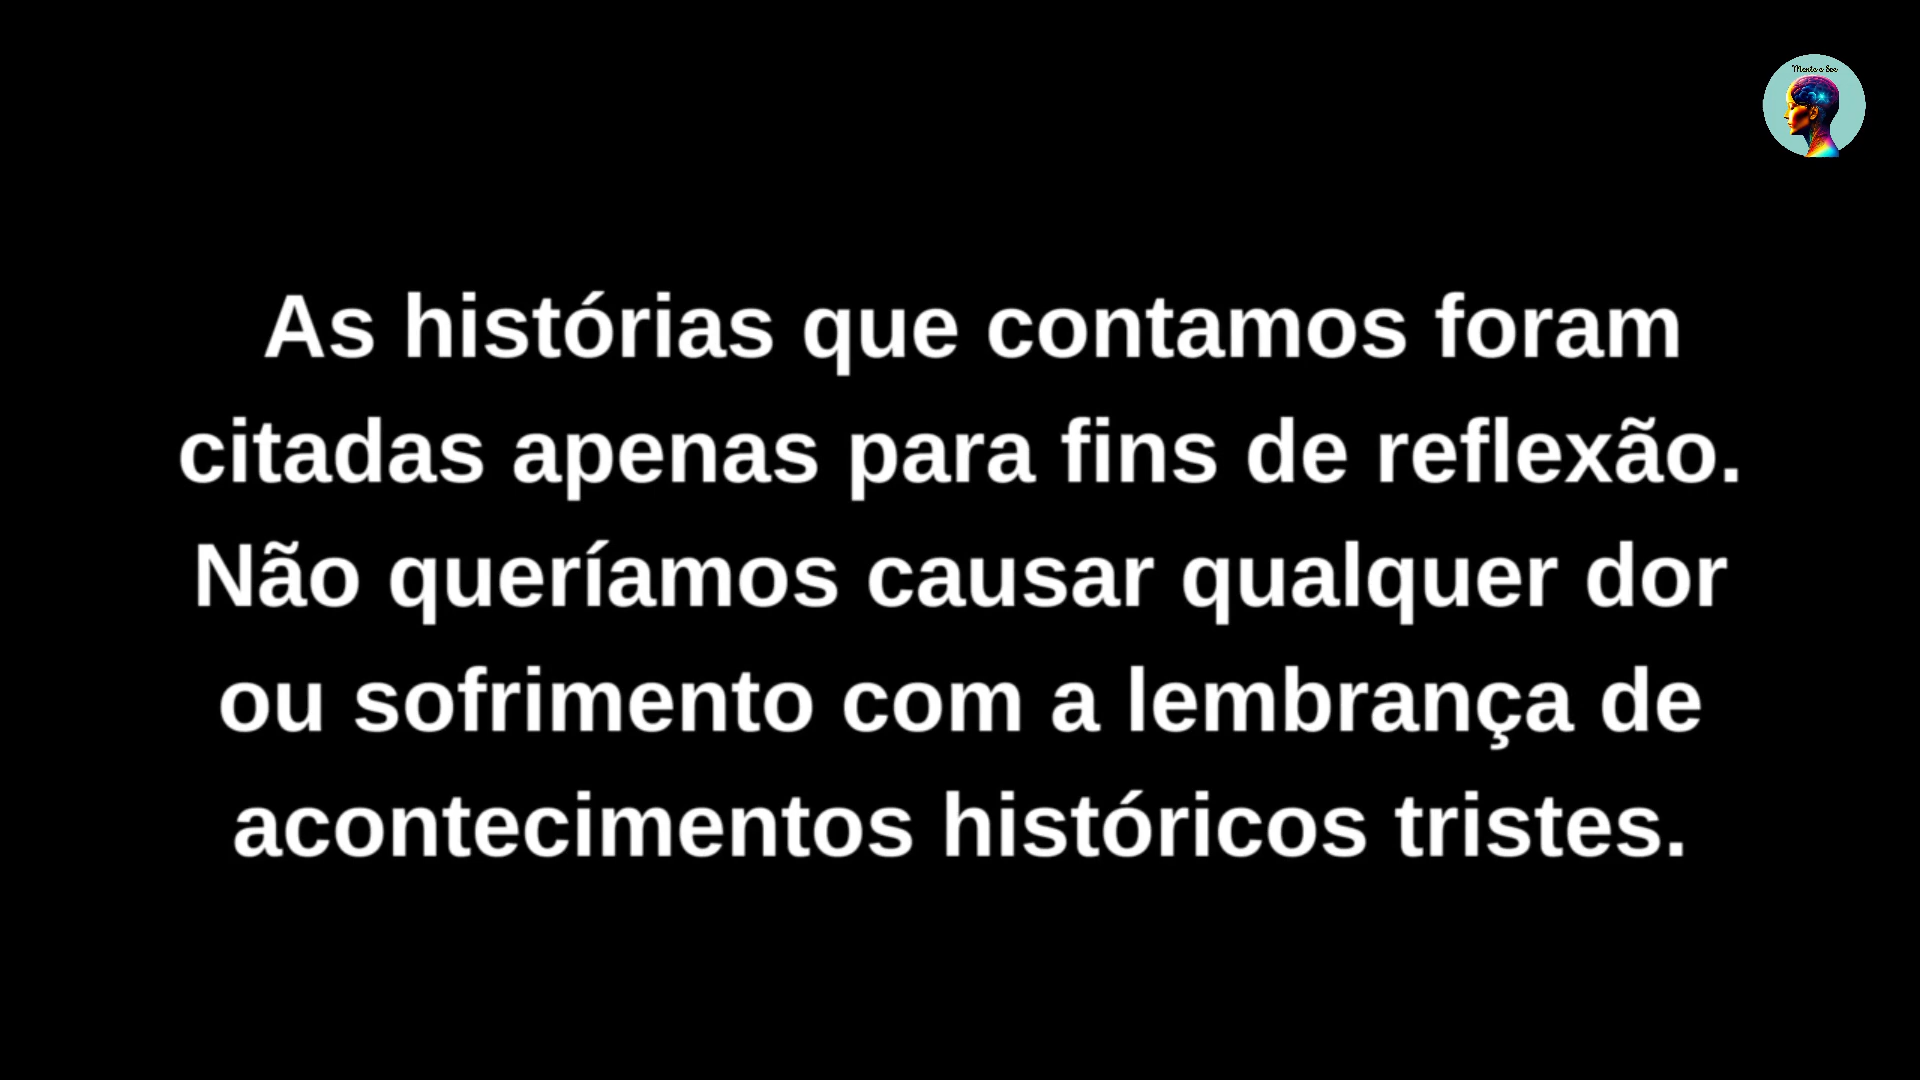 As histórias que contamos foram
citadas apenas para fins de reflexão.
Não queríamos causar qualquer dor
ou sofrimento com a lembrança de
acontecimentos históricos tristes.